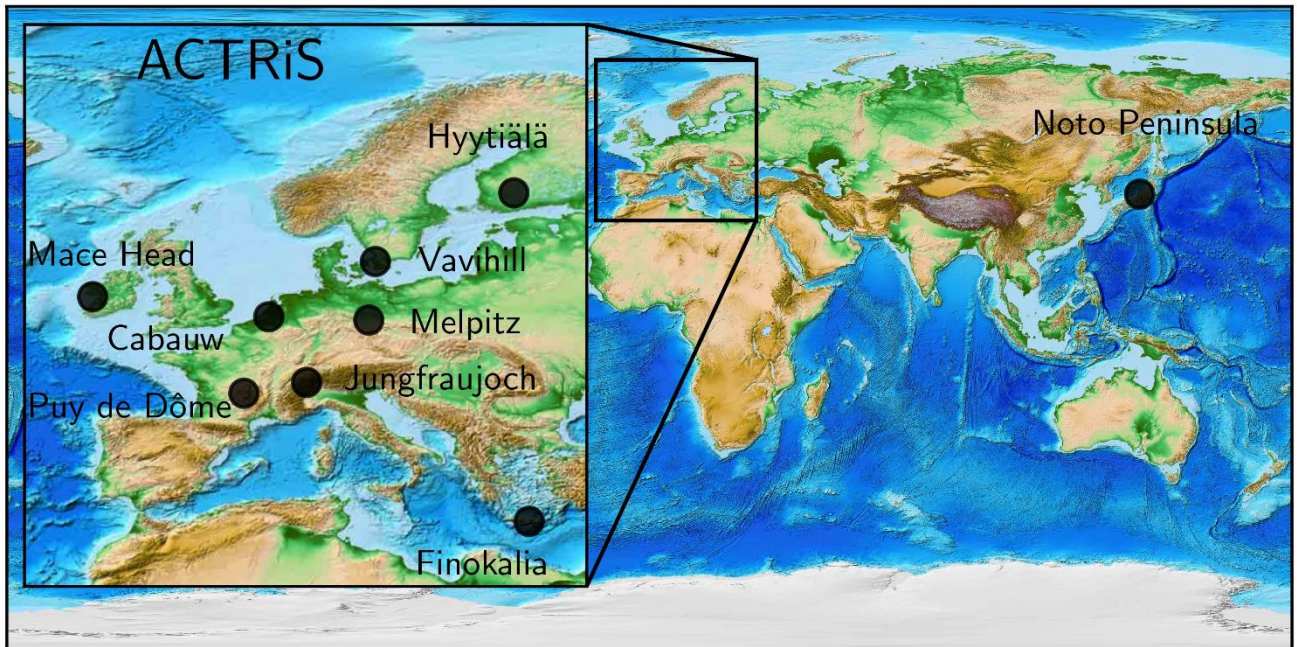 ACTRiS
Hyytiälä
Noto Peninsula
Mace Head
Vavihill
Cabauw
Melpitz
Jungfraujoch
Puy de Dôme
Finokalia